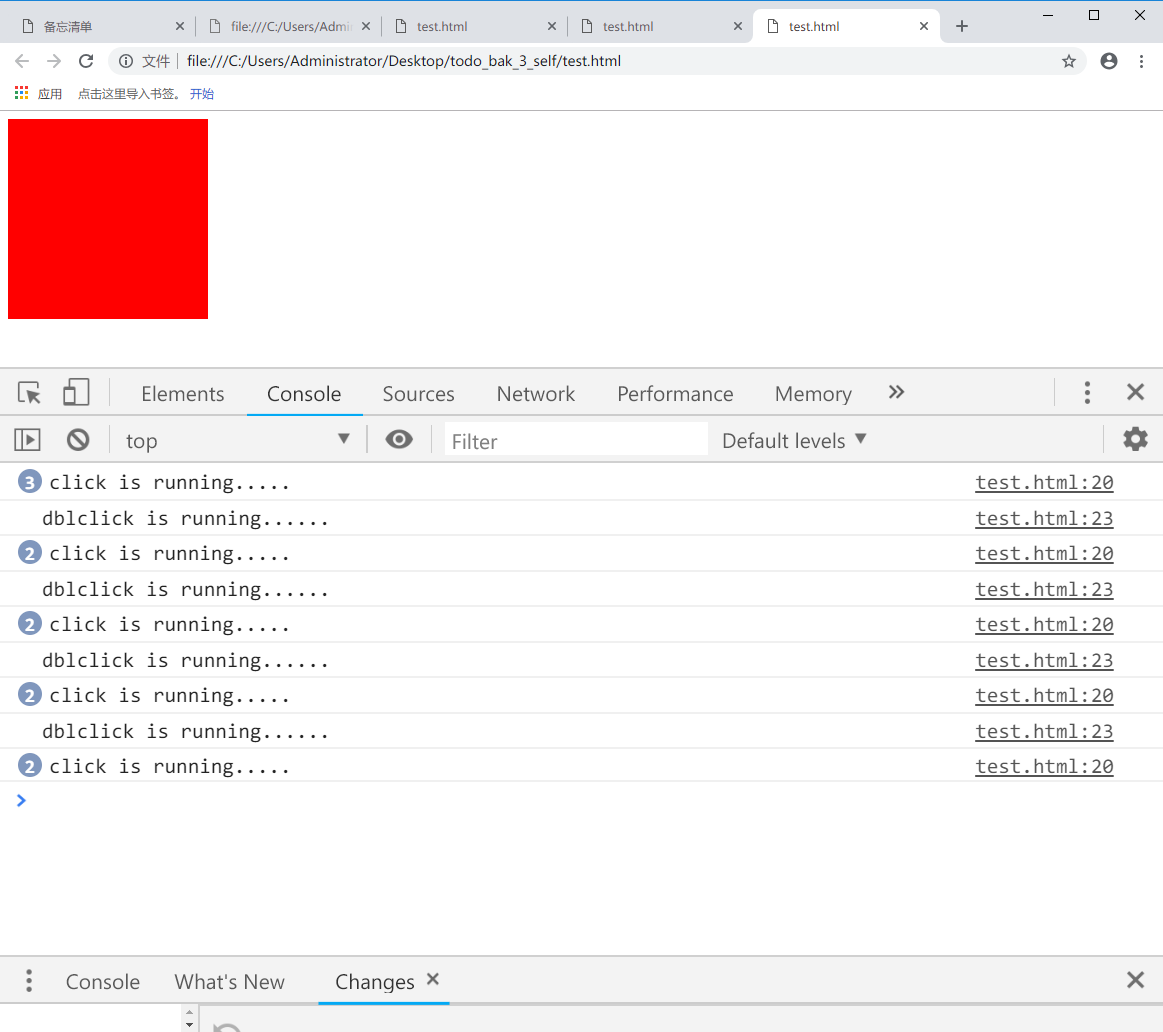 备忘清单 file:///C:/Users/Admi test.html test.html test.html
文件 file:///C:/Users/Administrator/Desktop/todo_bak_3_self/test.html
应用 点击这里导入书签。 开始
Elements Console Sources Network Performance Memory
top Filter Default levels
3 click is running..... test.html:20
dblclick is running...... test.html:23
2 click is running..... test.html:20
dblclick is running...... test.html:23
2 click is running..... test.html:20
dblclick is running...... test.html:23
2 click is running..... test.html:20
dblclick is running...... test.html:23
2 click is running..... test.html:20
Console What's New Changes